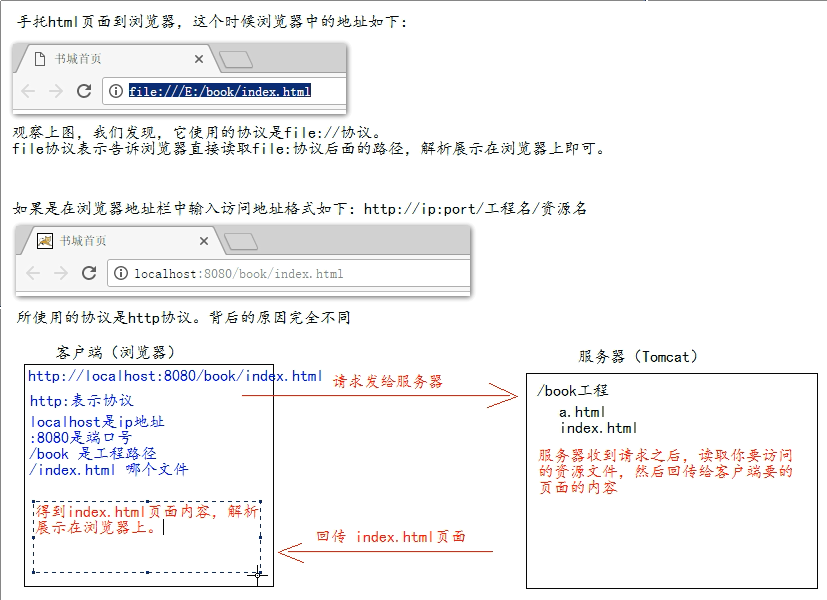 手托html页面到浏览器，这个时候浏览器中的地址如下：
书城首页
file:///E:/book/index.html
观察上图，我们发现，它使用的协议是file://协议。
file协议表示告诉浏览器直接读取file:协议后面的路径，解析展示在浏览器上即可。
如果是在浏览器地址栏中输入访问地址格式如下：http://ip:port/工程名/资源名
书城首页
localhost:8080/book/index.html
所使用的协议是http协议。背后的原因完全不同
客户端（浏览器）
http://localhost:8080/book/index.html
http:表示协议
localhost是ip地址
:8080是端口号
/book 是工程路径
/index.html 哪个文件
得到index.html页面内容，解析
展示在浏览器上。
请求发给服务器
回传 index.html页面
服务器（Tomcat）
/book工程
a.html
index.html
服务器收到请求之后，读取你要访问
的资源文件，然后回传给客户端要的
页面的内容